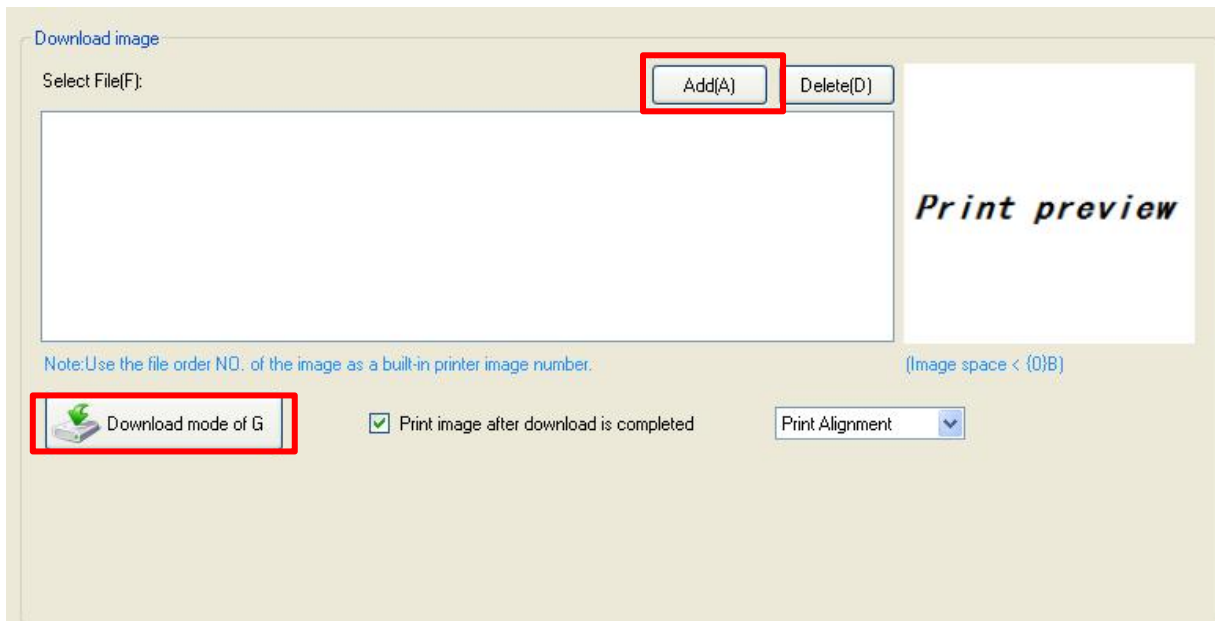 Download image
Select File(F):
Add(A)
Delete(D)
Print preview
Note:Use the file order NO. of the image as a built-in printer image number.
(Image space < {0}B)
Download mode of G
Print image after download is completed
Print Alignment